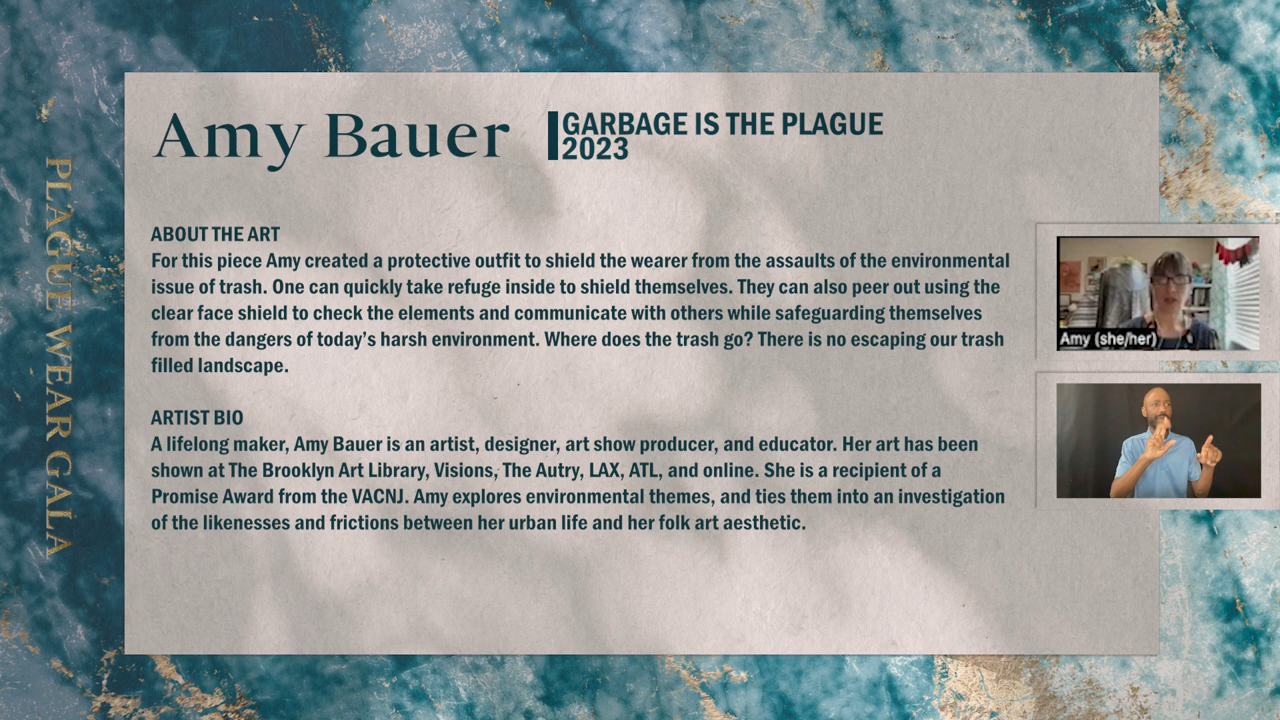 PLAGUE WEAR GALA
Amy Bauer
GARBAGE IS THE PLAGUE
2023
ABOUT THE ART
For this piece Amy created a protective outfit to shield the wearer from the assaults of the environmental
issue of trash. One can quickly take refuge inside to shield themselves. They can also peer out using the
clear face shield to check the elements and communicate with others while safeguarding themselves
from the dangers of today’s harsh environment. Where does the trash go? There is no escaping our trash
filled landscape.
ARTIST BIO
A lifelong maker, Amy Bauer is an artist, designer, art show producer, and educator. Her art has been
shown at The Brooklyn Art Library, Visions, The Autry, LAX, ATL, and online. She is a recipient of a
Promise Award from the VACNJ. Amy explores environmental themes, and ties them into an investigation
of the likenesses and frictions between her urban life and her folk art aesthetic.
Amy (she/her)